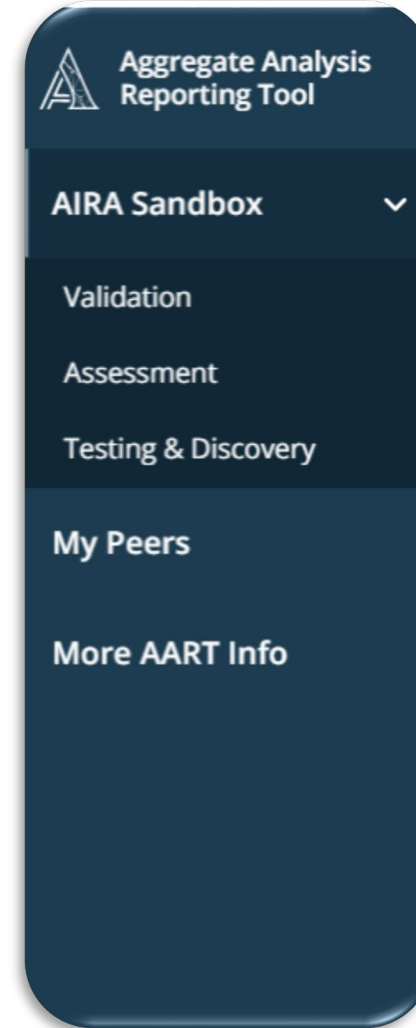 Aggregate Analysis
Reporting Tool
AIRA Sandbox
Validation
Assessment
Testing & Discovery
My Peers
More AART Info